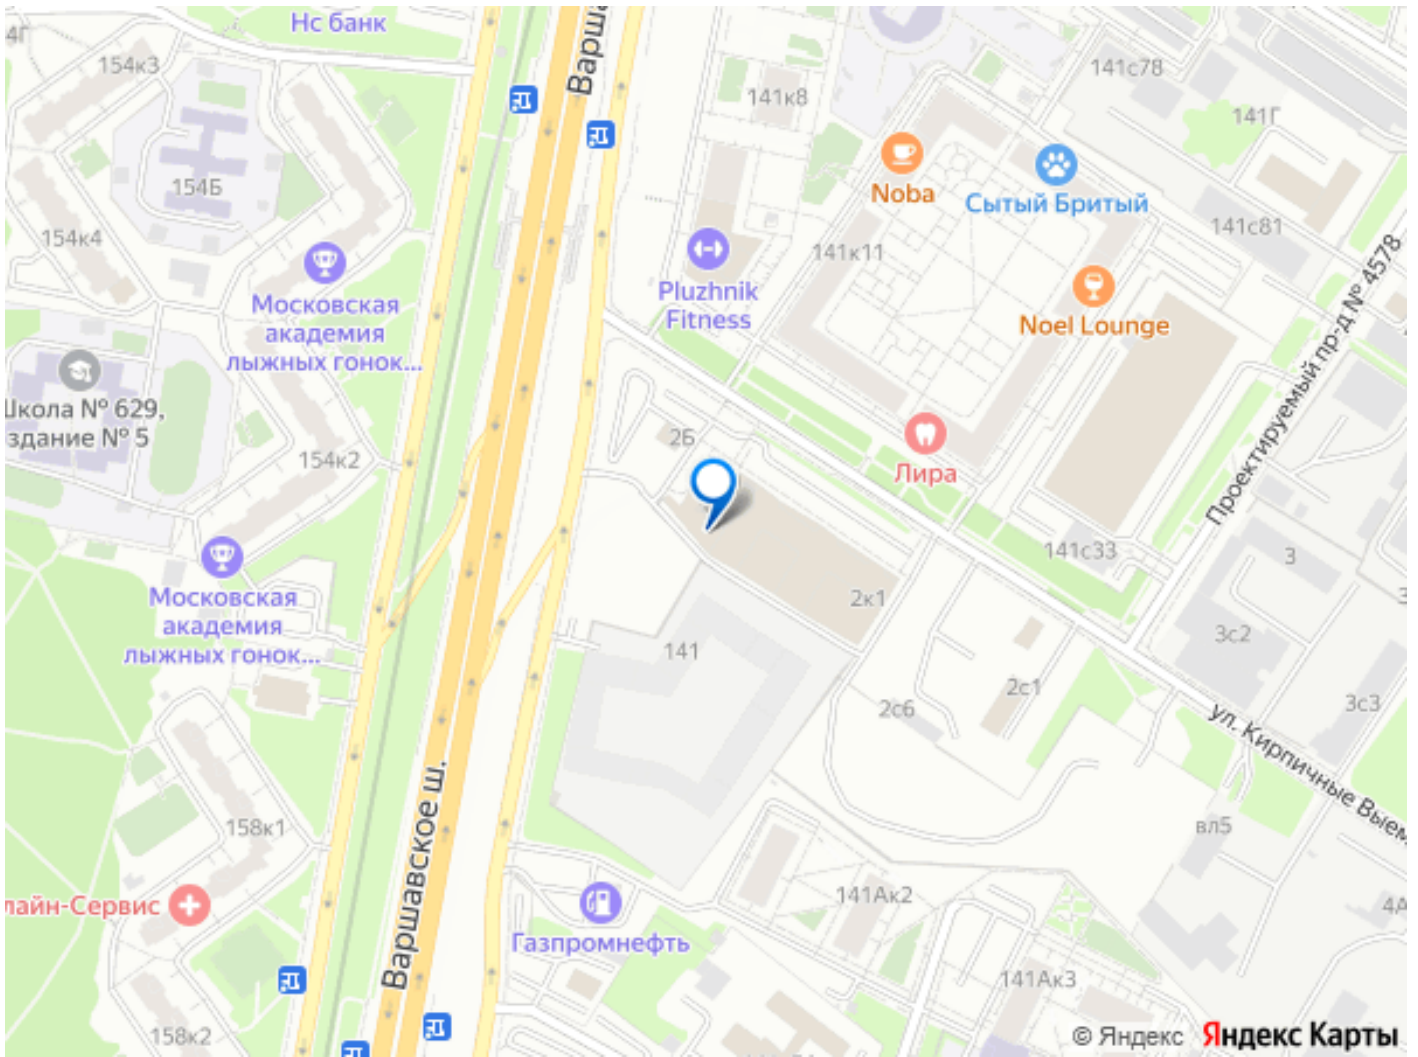 Нс банк
4Г
154к3
Варша
141с78
141к8
141Г
154Б
Noba
Сытый Бритый
154к4
141к11
141с81
Pluzhnik
Fitness
Noel Lounge
Московская
академия
лыжных гонок...
Проектируемый пр-д № 4578
Школа № 629,
здание № 5
154к2
2Б
Лира
141с33
3
Московская
академия
лыжных гонок...
2к1
141
3с2
2с1
2с6
3с3
ул. Кирпичные Выем
158к1
Варшавское ш.
вл5
лайн-Сервис
141Ак2
4А
Газпромнефть
141Ак3
158к2
© Яндекс Яндекс Карты